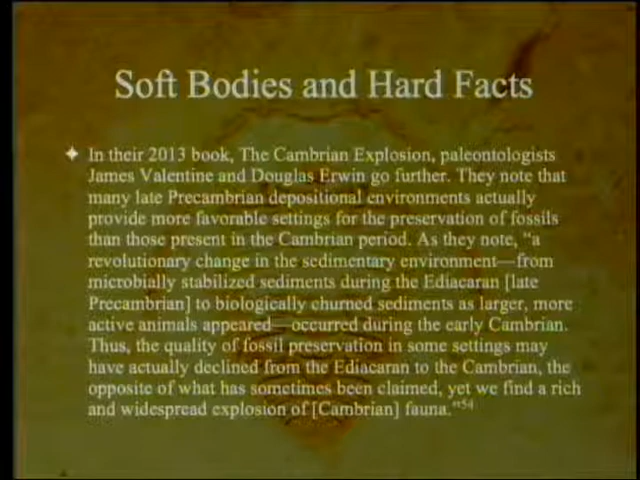 Soft Bodies and Hard Facts
✦ In their 2013 book, The Cambrian Explosion, paleontologists
James Valentine and Douglas Erwin go further. They note that
many late Precambrian depositional environments actually
provide more favorable settings for the preservation of fossils
than those present in the Cambrian period. As they note, “a
revolutionary change in the sedimentary environment—from
microbially stabilized sediments during the Ediacaran [late
Precambrian] to biologically churned sediments as larger, more
active animals appeared—occurred during the early Cambrian.
Thus, the quality of fossil preservation in some settings may
have actually declined from the Ediacaran to the Cambrian, the
opposite of what has sometimes been claimed, yet we find a rich
and widespread explosion of [Cambrian] fauna.”54